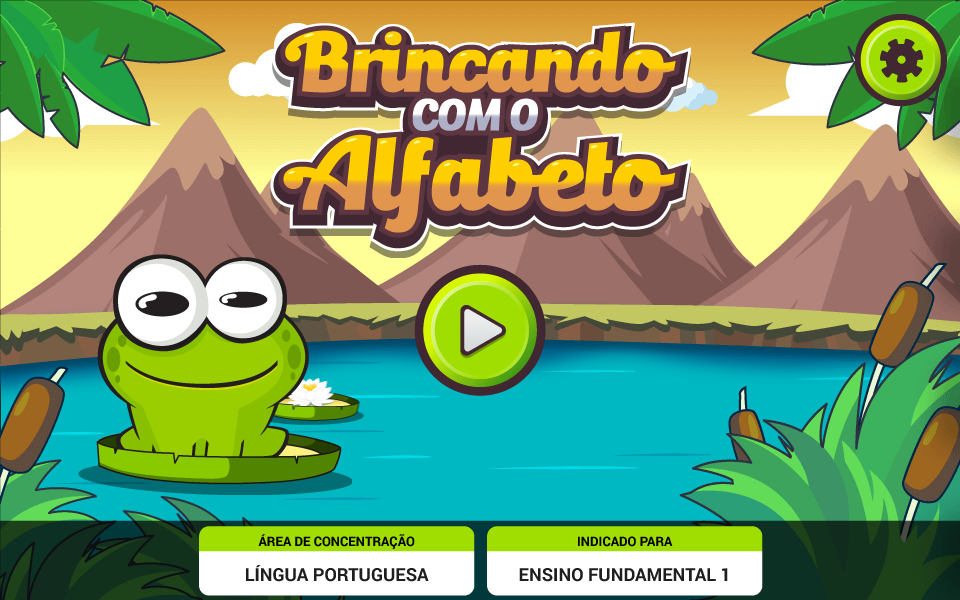 Brincando
COM O
Alfabeto
ÁREA DE CONCENTRAÇÃO
LÍNGUA PORTUGUESA
INDICADO PARA
ENSINO FUNDAMENTAL 1